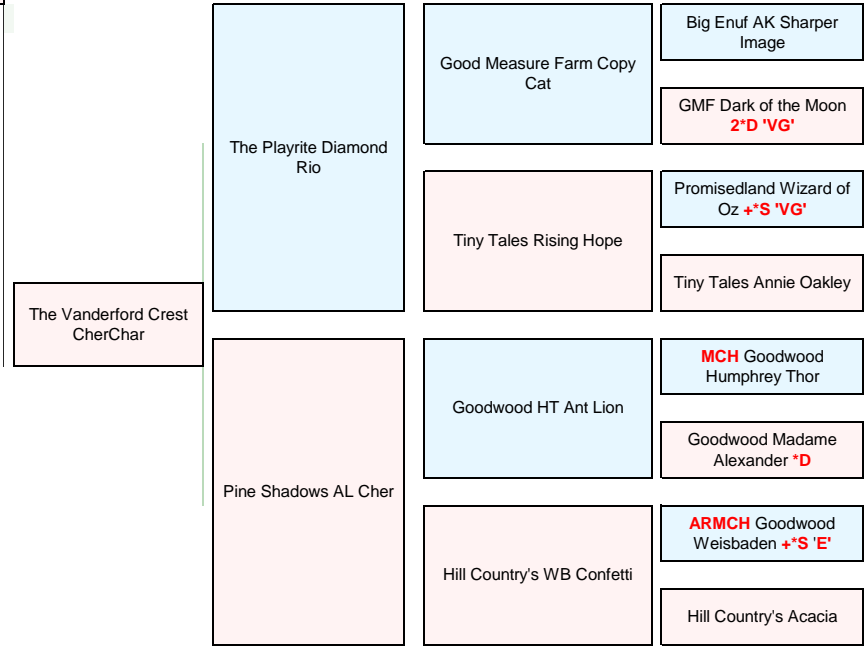 Big Enuf AK Sharper
Image
Good Measure Farm Copy
Cat
GMF Dark of the Moon
2*D 'VG'
The Playrite Diamond
Rio
Promisedland Wizard of
Oz +*S 'VG'
Tiny Tales Rising Hope
Tiny Tales Annie Oakley
The Vanderford Crest
CherChar
MCH Goodwood
Humphrey Thor
Goodwood HT Ant Lion
Goodwood Madame
Alexander *D
Pine Shadows AL Cher
ARMCH Goodwood
Weisbaden +*S 'E'
Hill Country's WB Confetti
Hill Country's Acacia